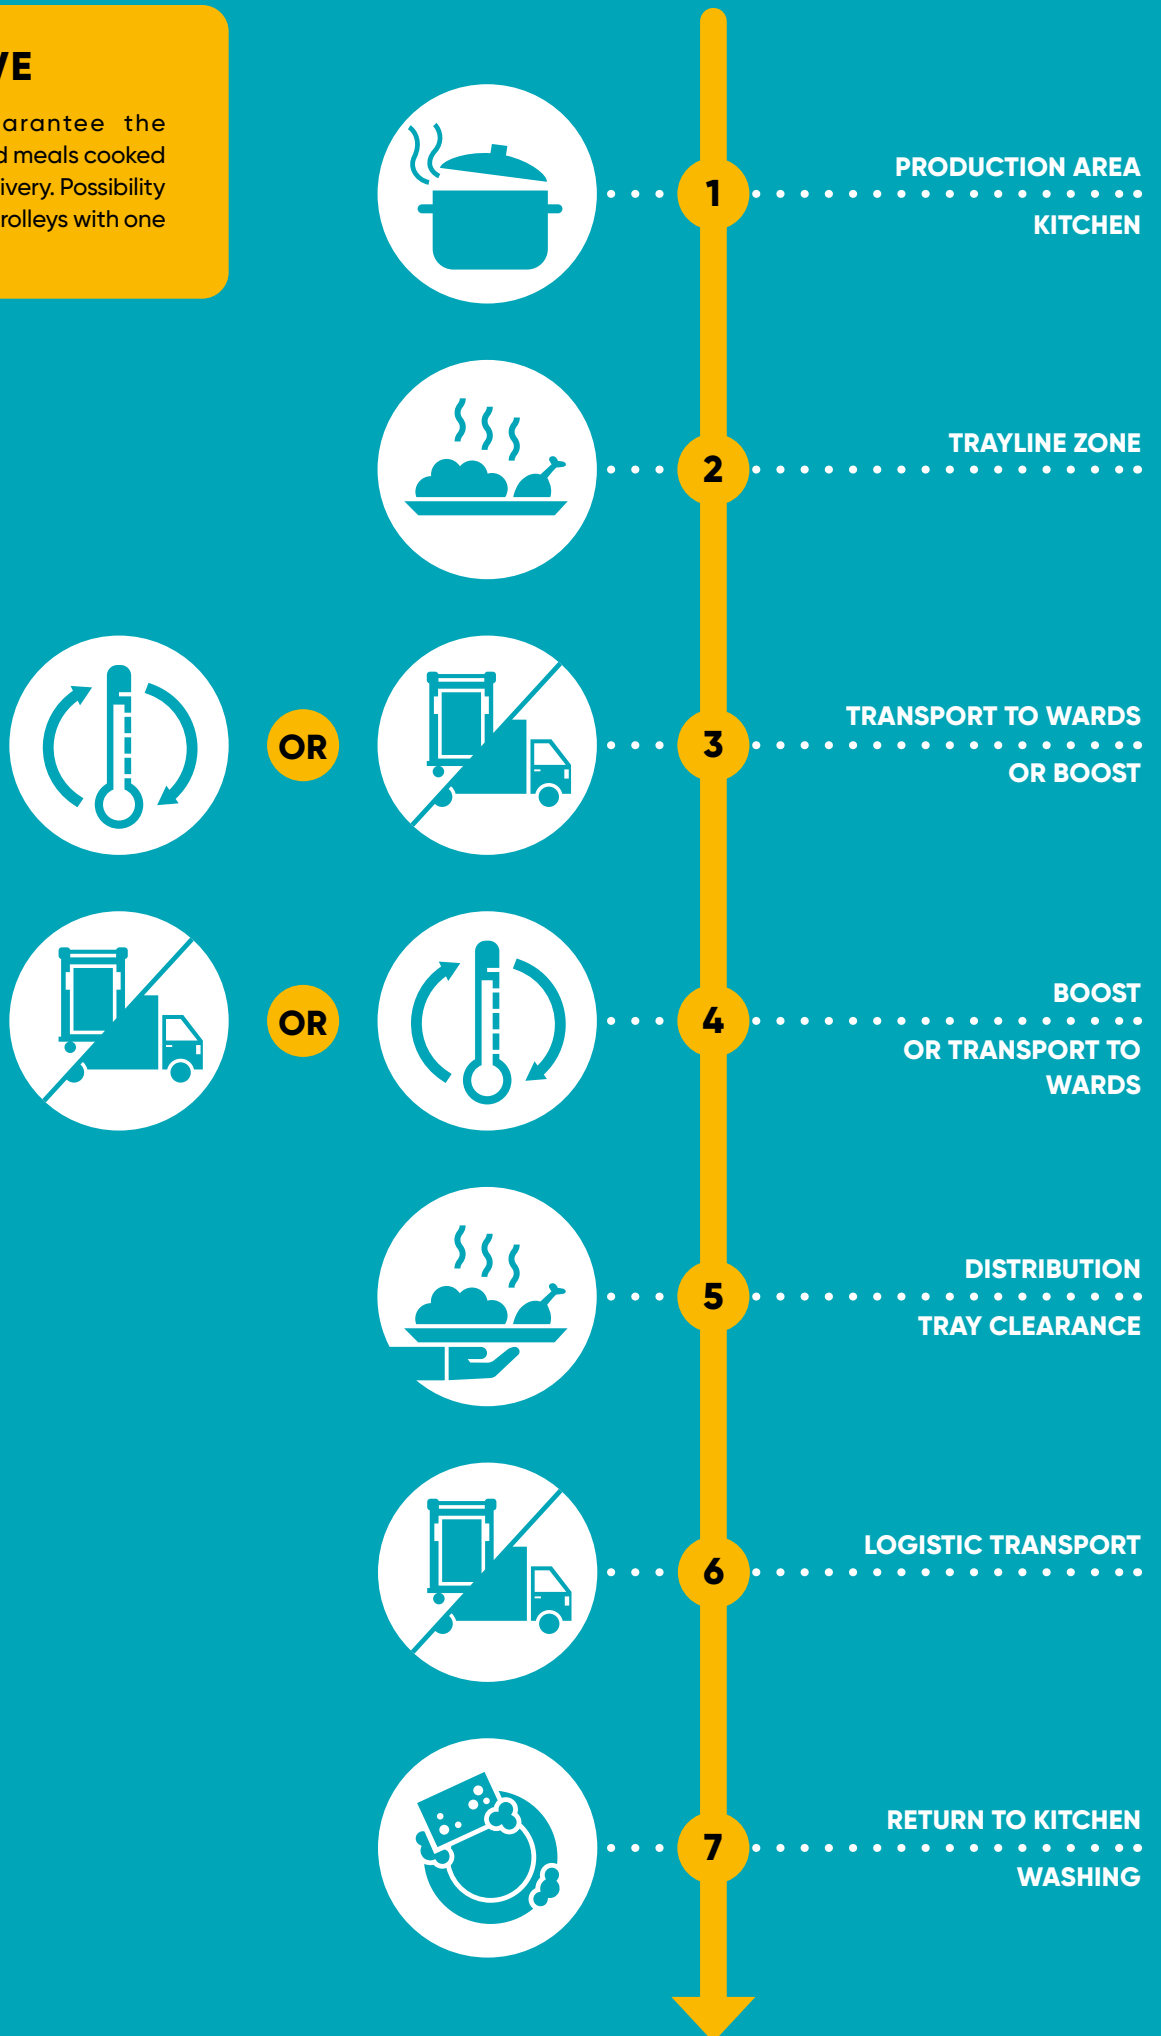 VE
arantee the
d meals cooked
ivery. Possibility
rolleys with one
1
PRODUCTION AREA
KITCHEN
2
TRAYLINE ZONE
OR
3
TRANSPORT TO WARDS
OR BOOST
OR
4
BOOST
OR TRANSPORT TO
WARDS
5
DISTRIBUTION
TRAY CLEARANCE
6
LOGISTIC TRANSPORT
7
RETURN TO KITCHEN
WASHING